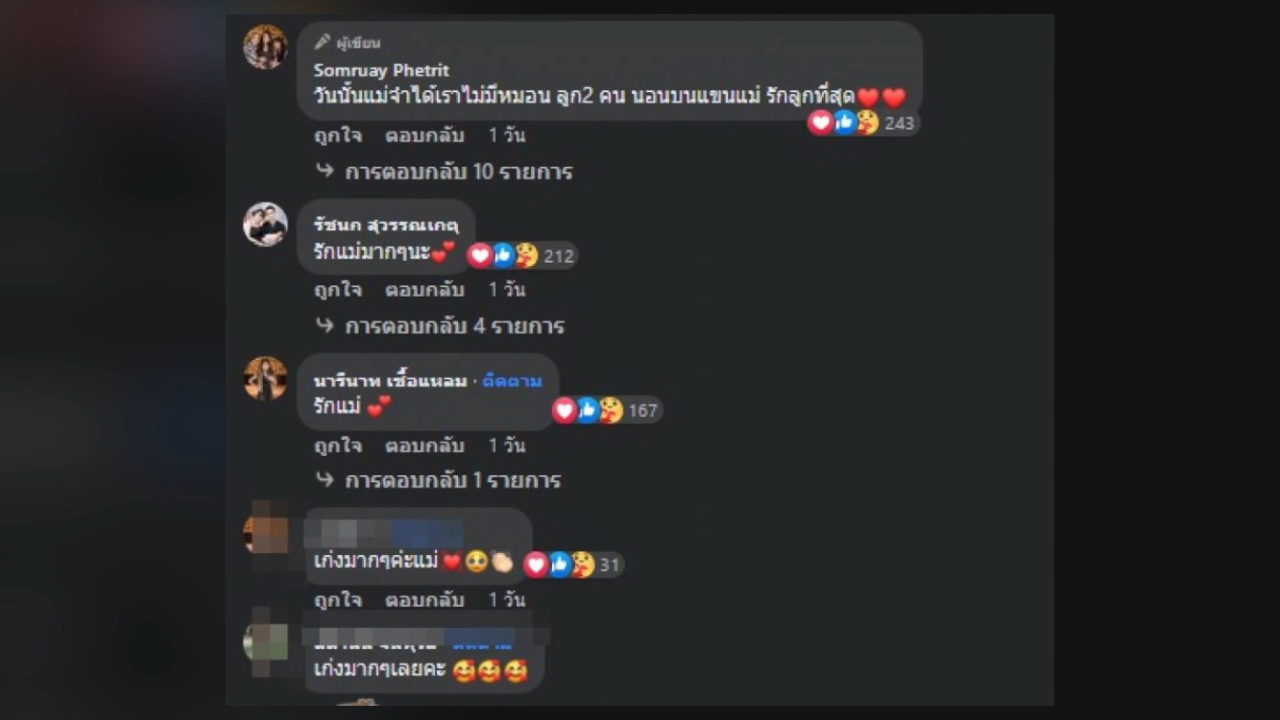 ผู้เขียน
Somruay Phetrit
วันนั้นแม่จำได้เราไม่มีหมอน ลูก2 คน นอนบนแขนแม่ รักลูกที่สุด❤️❤️
243
ถูกใจ ตอบกลับ 1 วัน
การตอบกลับ 10 รายการ
รัชนก สุวรรณเกตุ
รักแม่มากๆนะ💕
212
ถูกใจ ตอบกลับ 1 วัน
การตอบกลับ 4 รายการ
นารีนาท เชื้อแหลม · ติดตาม
รักแม่ 💕
167
ถูกใจ ตอบกลับ 1 วัน
การตอบกลับ 1 รายการ
เก่งมากๆค่ะแม่❤️🥹👏🏻
31
ถูกใจ ตอบกลับ 1 วัน
เก่งมากๆเลยคะ 🥰🥰🥰